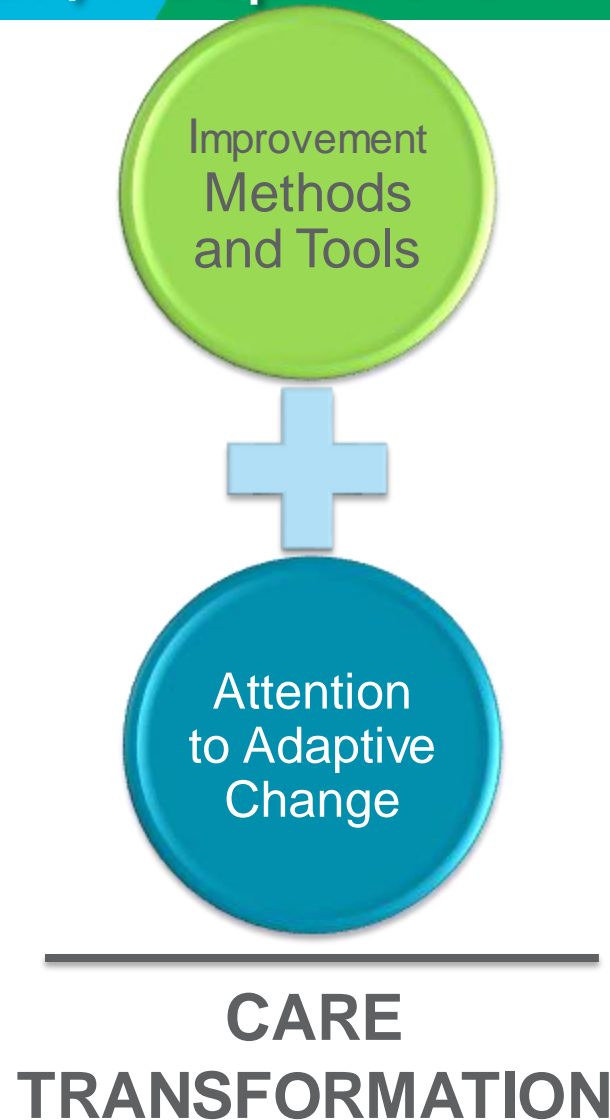 Improvement
Methods
and Tools
Attention
to Adaptive
Change
CARE
TRANSFORMATION